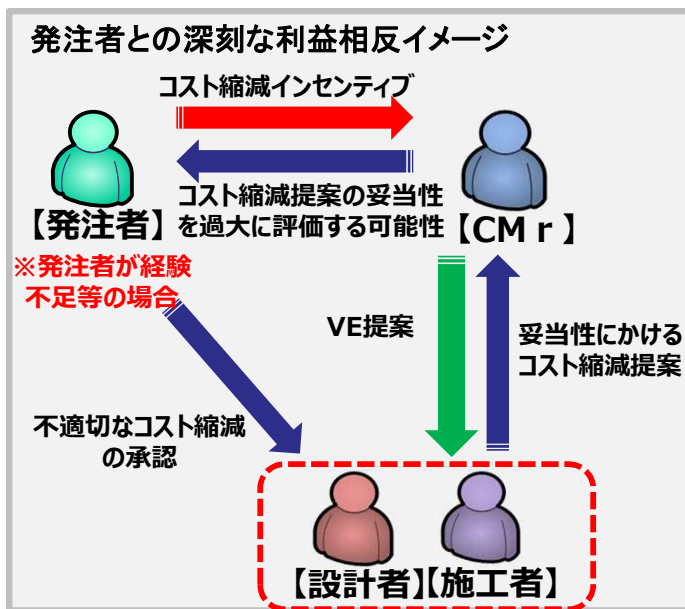 発注者との深刻な利益相反イメージ
コスト縮減インセンティブ
コスト縮減提案の妥当性
を過大に評価する可能性
【発注者】
【CMｒ】
※発注者が経験
不足等の場合
VE提案
妥当性にかける
コスト縮減提案
不適切なコスト縮減
の承認
【設計者】【施工者】